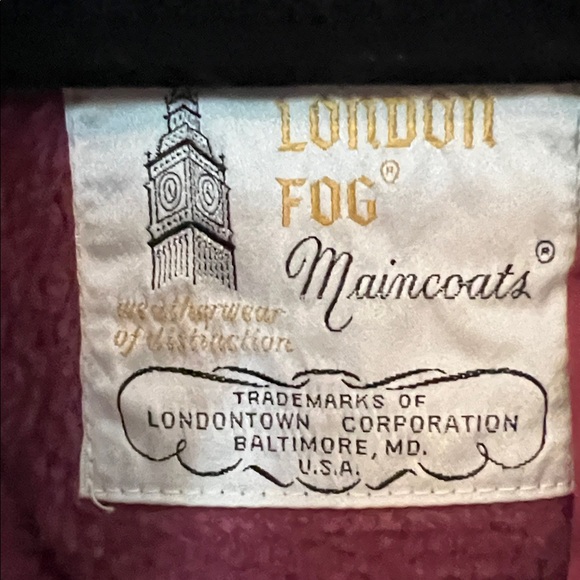 LONDON
FOG®
Maincoats®
weatherwear
of distinction
TRADEMARKS OF
LONDONTOWN CORPORATION
BALTIMORE, MD.
U.S.A.